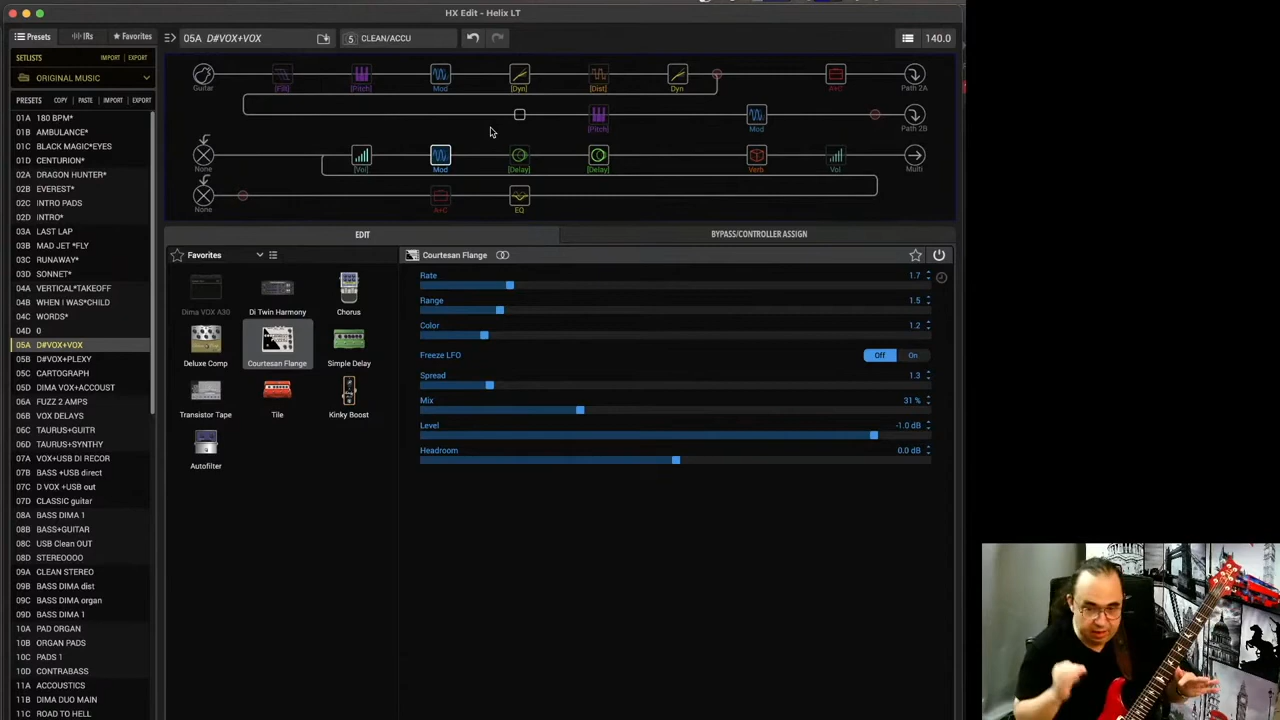 HX Edit - Helix LT
Presets
IRs
Favorites
05A D#VOX+VOX
5 CLEAN/ACCU
140.0
SETLISTS
IMPORT EXPORT
ORIGINAL MUSIC
PRESETS COPY PASTE IMPORT EXPORT
01A 180 BPM*
01B AMBULANCE*
01C BLACK MAGIC*EYES
01D CENTURION*
02A DRAGON HUNTER*
02B EVEREST*
02C INTRO PADS
02D INTRO*
03A LAST LAP
03B MAD JET *FLY
03C RUNAWAY*
03D SONNET*
04A VERTICAL*TAKEOFF
04B WHEN I WAS*CHILD
04C WORDS*
04D 0
05A D#VOX+VOX
05B D#VOX+PLEXY
05C CARTOGRAPH
05D DIMA VOX+ACCOUST
06A FUZZ 2 AMPS
06B VOX DELAYS
06C TAURUS+GUITR
06D TAURUS+SYNTHY
07A VOX+USB DI RECOR
07B BASS +USB direct
07C D VOX +USB out
07D CLASSIC guitar
08A BASS DIMA 1
08B BASS+GUITAR
08C USB Clean OUT
08D STEREOOOO
09A CLEAN STEREO
09B BASS DIMA dist
09C BASS DIMA organ
09D BASS DIMA 1
10A PAD ORGAN
10B ORGAN PADS
10C PADS 1
10D CONTRABASS
11A ACCOUSTICS
11B DIMA DUO MAIN
11C ROAD TO HELL
Guitar
[Pitch]
Mod
[Dyn]
[Dist]
Dyn
A+C
Path 2A
[Pitch]
Mod
Path 2B
None
[Vol]
Mod
[Delay]
[Delay]
Verb
Vol
Multi
None
A+C
EQ
EDIT
BYPASS/CONTROLLER ASSIGN
Favorites
Dima VOX A30
Di Twin Harmony
Chorus
Deluxe Comp
Courtesan Flange
Simple Delay
Transistor Tape
Tile
Kinky Boost
Autofilter
Courtesan Flange
Rate 1.7
Range 1.5
Color 1.2
Freeze LFO Off On
Spread 1.3
Mix 31 %
Level -1.0 dB
Headroom 0.0 dB